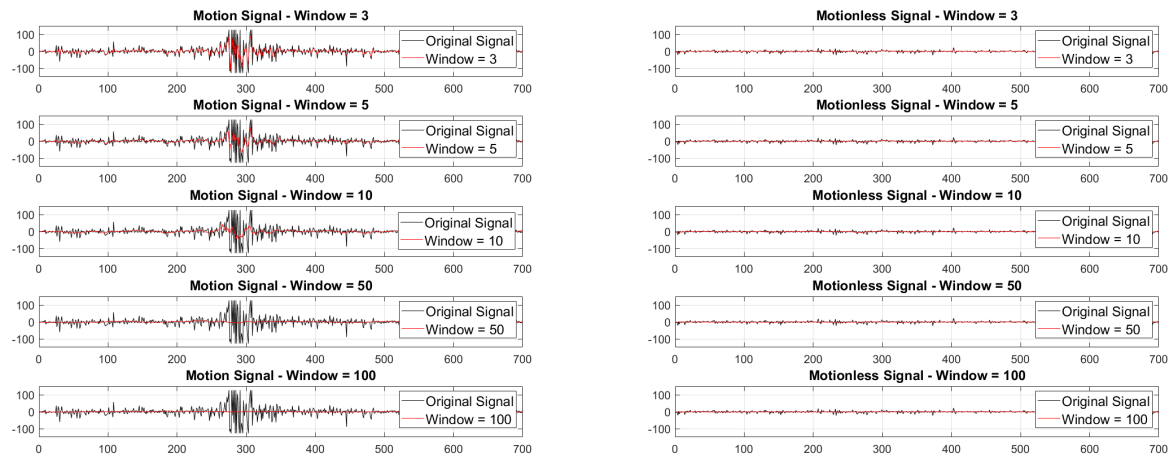 Motion Signal - Window = 3
100
0
-100
Original Signal
Window = 3
0 100 200 300 400 500 600 700
Motion Signal - Window = 5
100
0
-100
Original Signal
Window = 5
0 100 200 300 400 500 600 700
Motion Signal - Window = 10
100
0
-100
Original Signal
Window = 10
0 100 200 300 400 500 600 700
Motion Signal - Window = 50
100
0
-100
Original Signal
Window = 50
0 100 200 300 400 500 600 700
Motion Signal - Window = 100
100
0
-100
Original Signal
Window = 100
0 100 200 300 400 500 600 700
Motionless Signal - Window = 3
100
0
-100
Original Signal
Window = 3
0 100 200 300 400 500 600 700
Motionless Signal - Window = 5
100
0
-100
Original Signal
Window = 5
0 100 200 300 400 500 600 700
Motionless Signal - Window = 10
100
0
-100
Original Signal
Window = 10
0 100 200 300 400 500 600 700
Motionless Signal - Window = 50
100
0
-100
Original Signal
Window = 50
0 100 200 300 400 500 600 700
Motionless Signal - Window = 100
100
0
-100
Original Signal
Window = 100
0 100 200 300 400 500 600 700